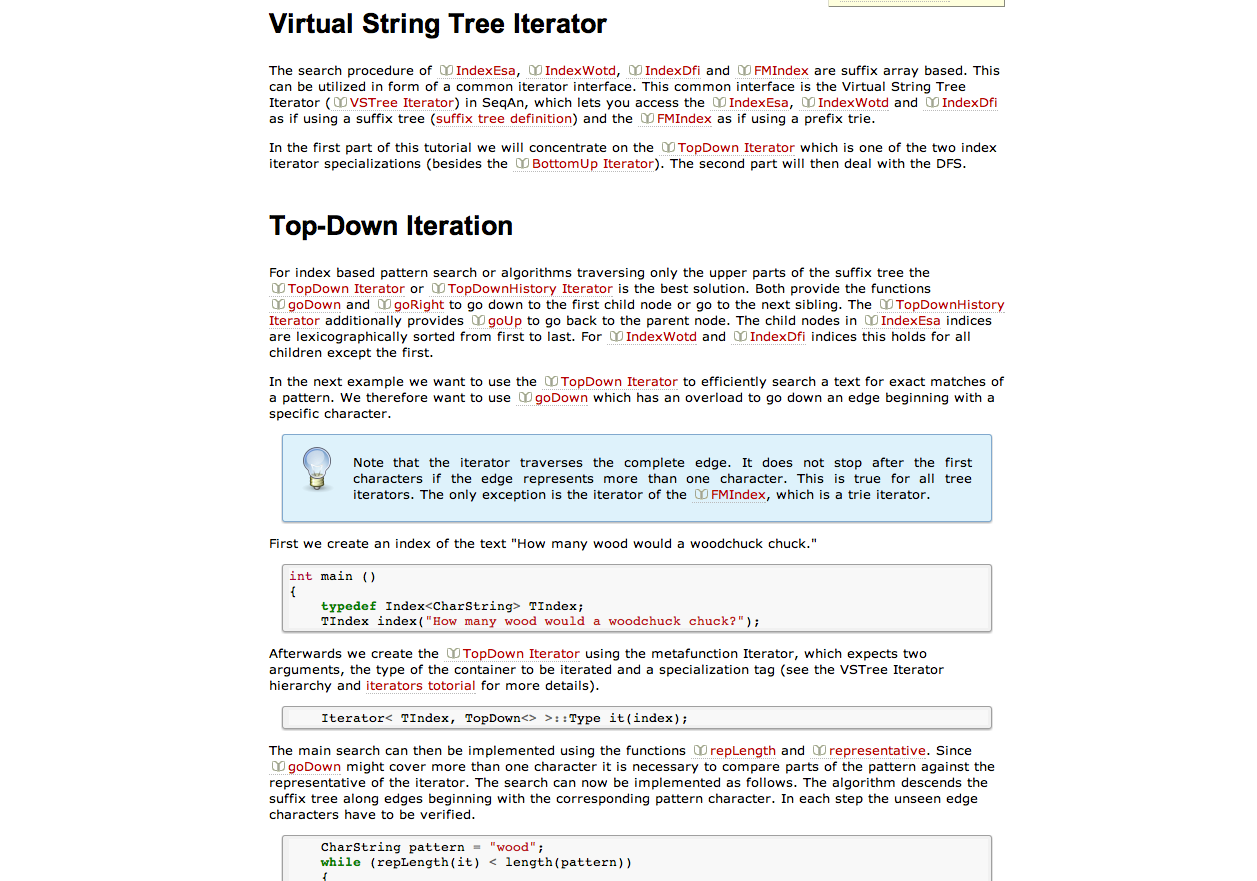 Virtual String Tree Iterator
The search procedure of IndexEsa, IndexWotd, IndexDfi and FMIndex are suffix array based. This
can be utilized in form of a common iterator interface. This common interface is the Virtual String Tree
Iterator (VSTree Iterator) in SeqAn, which lets you access the IndexEsa, IndexWotd and IndexDfi
as if using a suffix tree (suffix tree definition) and the FMIndex as if using a prefix trie.
In the first part of this tutorial we will concentrate on the TopDown Iterator which is one of the two index
iterator specializations (besides the BottomUp Iterator). The second part will then deal with the DFS.
Top-Down Iteration
For index based pattern search or algorithms traversing only the upper parts of the suffix tree the
TopDown Iterator or TopDownHistory Iterator is the best solution. Both provide the functions
goDown and goRight to go down to the first child node or go to the next sibling. The TopDownHistory
Iterator additionally provides goUp to go back to the parent node. The child nodes in IndexEsa indices
are lexicographically sorted from first to last. For IndexWotd and IndexDfi indices this holds for all
children except the first.
In the next example we want to use the TopDown Iterator to efficiently search a text for exact matches of
a pattern. We therefore want to use goDown which has an overload to go down an edge beginning with a
specific character.
Note that the iterator traverses the complete edge. It does not stop after the first
characters if the edge represents more than one character. This is true for all tree
iterators. The only exception is the iterator of the FMIndex, which is a trie iterator.
First we create an index of the text "How many wood would a woodchuck chuck."
int main ()
{
typedef Index<CharString> TIndex;
TIndex index("How many wood would a woodchuck chuck?");
Afterwards we create the TopDown Iterator using the metafunction Iterator, which expects two
arguments, the type of the container to be iterated and a specialization tag (see the VSTree Iterator
hierarchy and iterators totorial for more details).
Iterator< TIndex, TopDown<> >::Type it(index);
The main search can then be implemented using the functions repLength and representative. Since
goDown might cover more than one character it is necessary to compare parts of the pattern against the
representative of the iterator. The search can now be implemented as follows. The algorithm descends the
suffix tree along edges beginning with the corresponding pattern character. In each step the unseen edge
characters have to be verified.
CharString pattern = "wood";
while (repLength(it) < length(pattern))
{